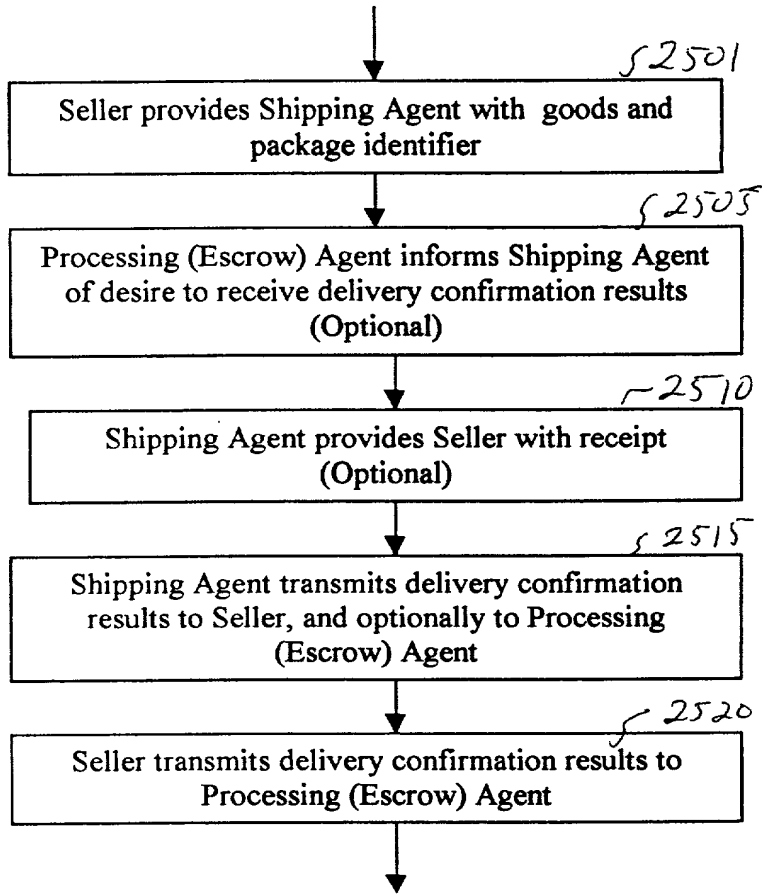 2501
Seller provides Shipping Agent with goods and
package identifier
2505
Processing (Escrow) Agent informs Shipping Agent
of desire to receive delivery confirmation results
(Optional)
2510
Shipping Agent provides Seller with receipt
(Optional)
2515
Shipping Agent transmits delivery confirmation
results to Seller, and optionally to Processing
(Escrow) Agent
2520
Seller transmits delivery confirmation results to
Processing (Escrow) Agent